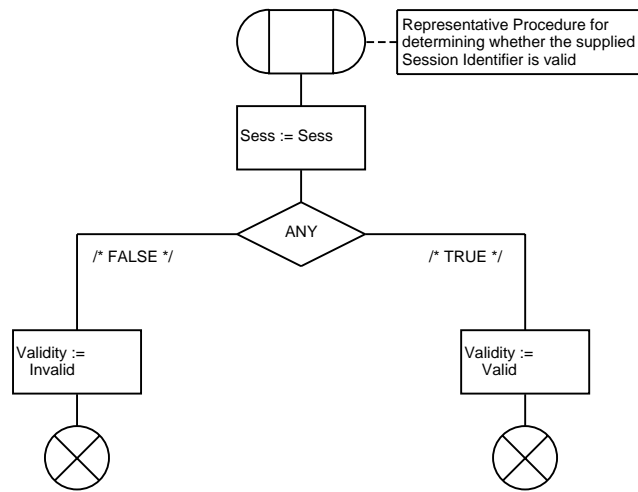 Representative Procedure for
determining whether the supplied
Session Identifier is valid
Sess := Sess
ANY
/* FALSE */
/* TRUE */
Validity :=
Invalid
Validity :=
Valid